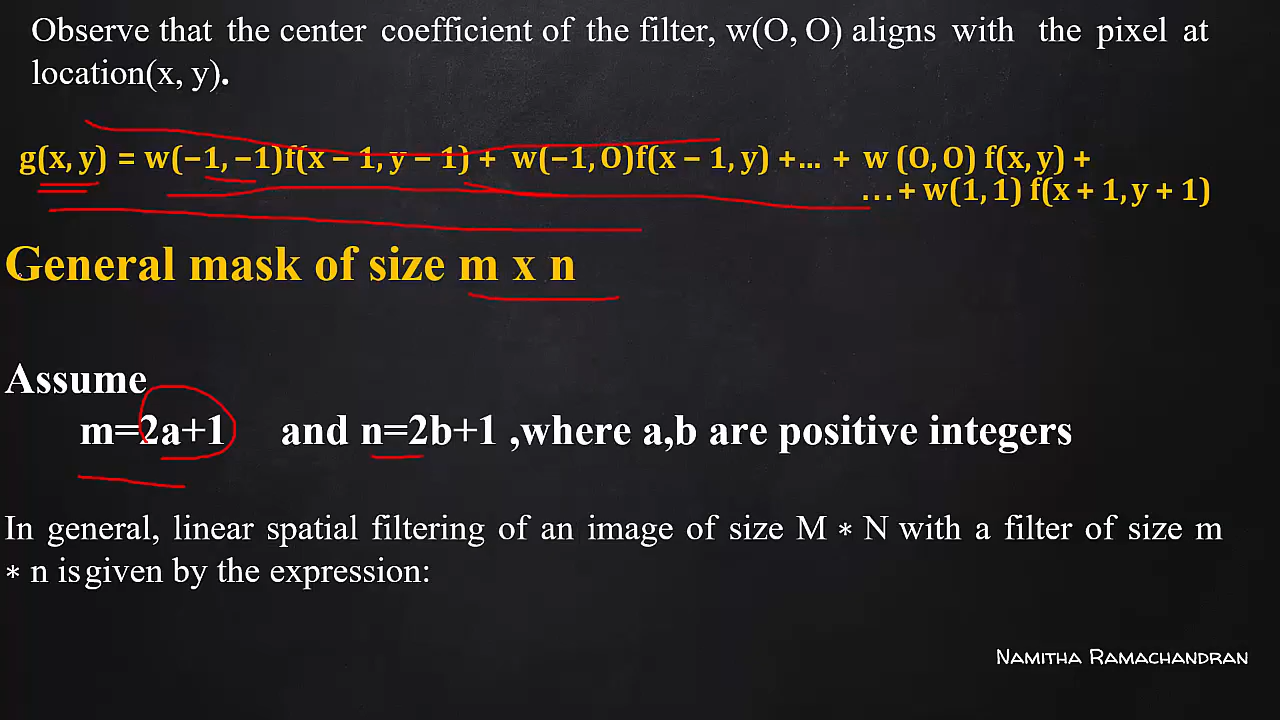 Observe that the center coefficient of the filter, w(O, O) aligns with the pixel at
location(x, y).
g(x, y) = w(−1, −1)f(x − 1, y − 1) + w(−1, O)f(x − 1, y) +... + w (O, O) f(x, y) +
... + w(1, 1) f(x + 1, y + 1)
General mask of size m x n
Assume
m=2a+1 and n=2b+1 ,where a,b are positive integers
In general, linear spatial filtering of an image of size M * N with a filter of size m
* n is given by the expression:
Namitha Ramachandran